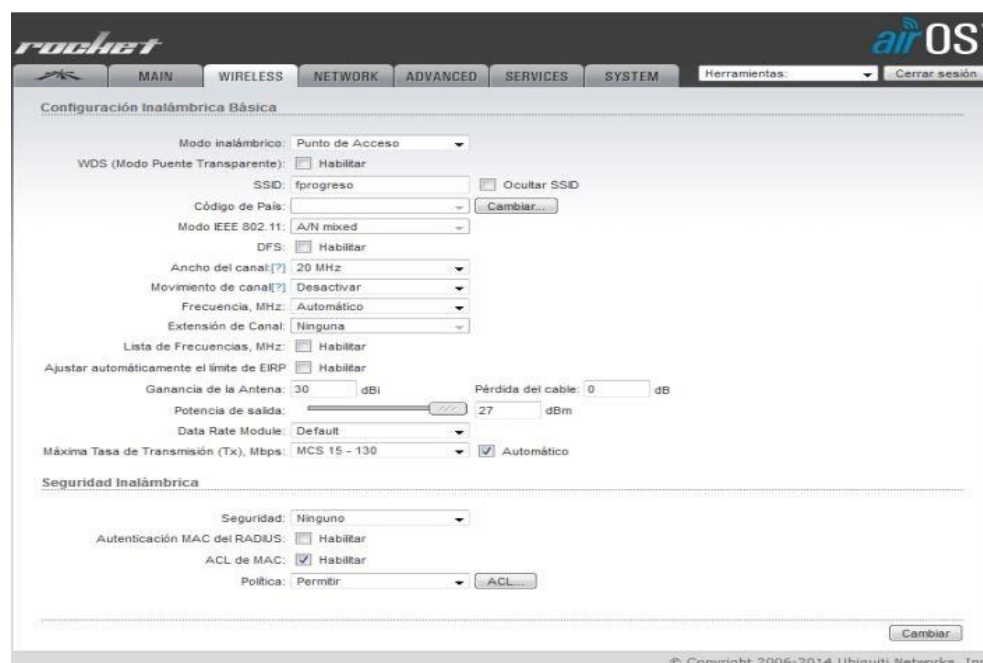 rocket
airOS
MAIN WIRELESS NETWORK ADVANCED SERVICES SYSTEM Herramientas: Cerrar sesión
Configuración Inalámbrica Básica
Modo inalámbrico: Punto de Acceso
WDS (Modo Puente Transparente): Habilitar
SSID: fprogreso Ocultar SSID
Código de País: Cambiar...
Modo IEEE 802.11: A/N mixed
DFS: Habilitar
Ancho del canal:[?] 20 MHz
Movimiento de canal[?] Desactivar
Frecuencia, MHz: Automático
Extensión de Canal: Ninguna
Lista de Frecuencias, MHz: Habilitar
Ajustar automáticamente el límite de EIRP Habilitar
Ganancia de la Antena: 30 dBi Pérdida del cable: 0 dB
Potencia de salida: 27 dBm
Data Rate Module: Default
Máxima Tasa de Transmisión (Tx), Mbps: MCS 15 - 130 Automático
Seguridad Inalámbrica
Seguridad: Ninguno
Autenticación MAC del RADIUS: Habilitar
ACL de MAC: Habilitar
Política: Permitir ACL...
Cambiar
© Copyright 2006-2014 Ubiquiti Networks, Inc